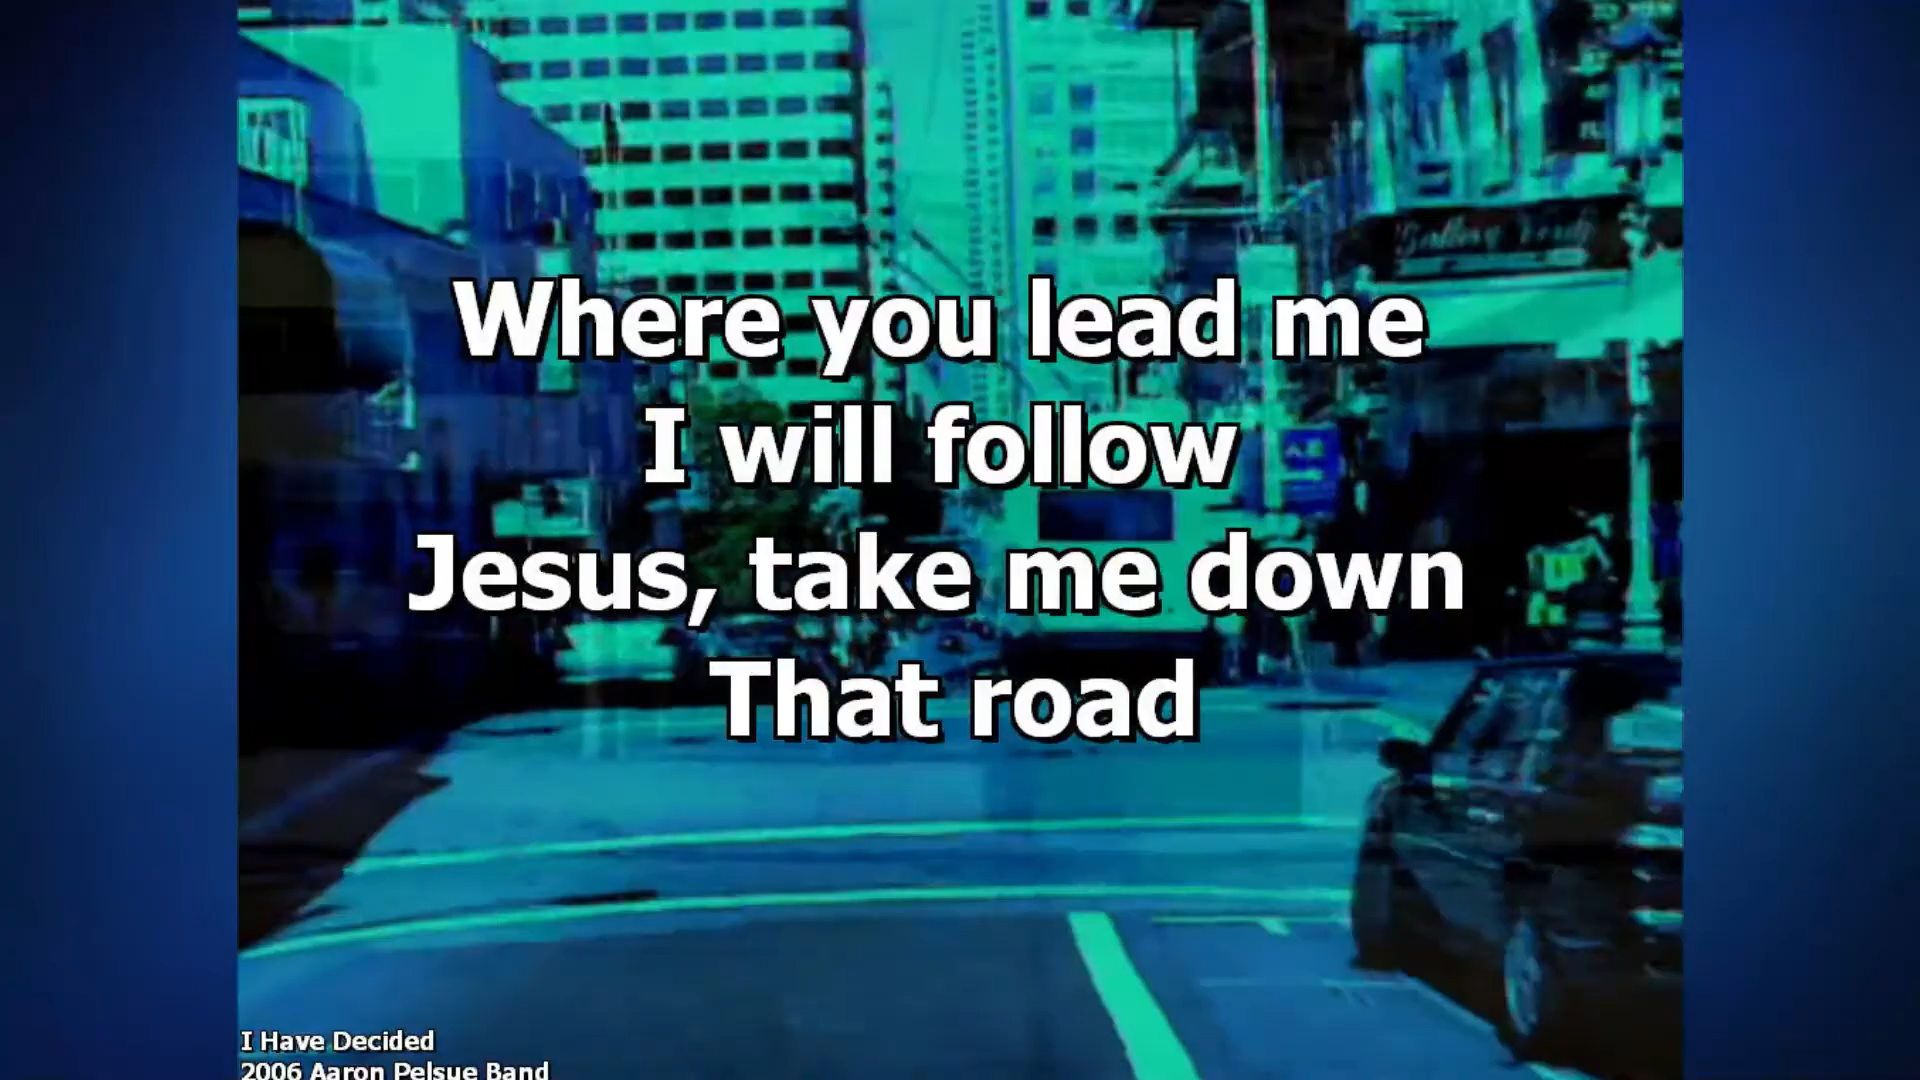 Where you lead me
I will follow
Jesus, take me down
That road
I Have Decided
2006 Aaron Pelsue Band